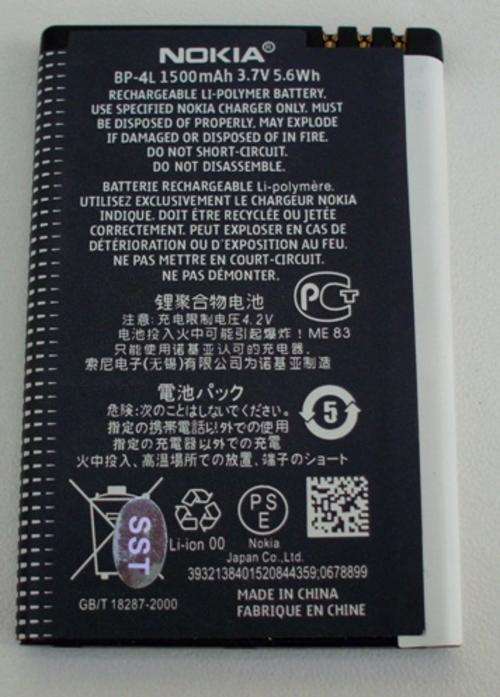 NOKIA®
BP-4L 1500mAh 3.7V 5.6Wh
RECHARGEABLE LI-POLYMER BATTERY.
USE SPECIFIED NOKIA CHARGER ONLY. MUST
BE DISPOSED OF PROPERLY. MAY EXPLODE
IF DAMAGED OR DISPOSED OF IN FIRE.
DO NOT SHORT-CIRCUIT.
DO NOT DISASSEMBLE.
BATTERIE RECHARGEABLE Li-polymère.
UTILISEZ EXCLUSIVEMENT LE CHARGEUR NOKIA
INDIQUE. DOIT ÊTRE RECYCLÉE OU JETÉE
CORRECTEMENT. PEUT EXPLOSER EN CAS DE
DÉTÉRIORATION OU D'EXPOSITION AU FEU.
NE PAS METTRE EN COURT-CIRCUIT.
NE PAS DÉMONTER.
锂聚合物电池
PCT
注意: 充电限制电压4.2V
电池投入火中可能引起爆炸! ME 83
只能使用诺基亚认可的充电器.
索尼电子(无锡)有限公司为诺基亚制造
電池パック
5
危険:次のことはしないでください。
指定の携帯電話以外での使用
指定の充電器以外での充電
火中投入、高温場所での放置、端子のショート
SST
Li-ion 00
PSE
Nokia
Japan Co.,Ltd.
3932138401520844359;0678899
GB/T 18287-2000
MADE IN CHINA
FABRIQUE EN CHINE